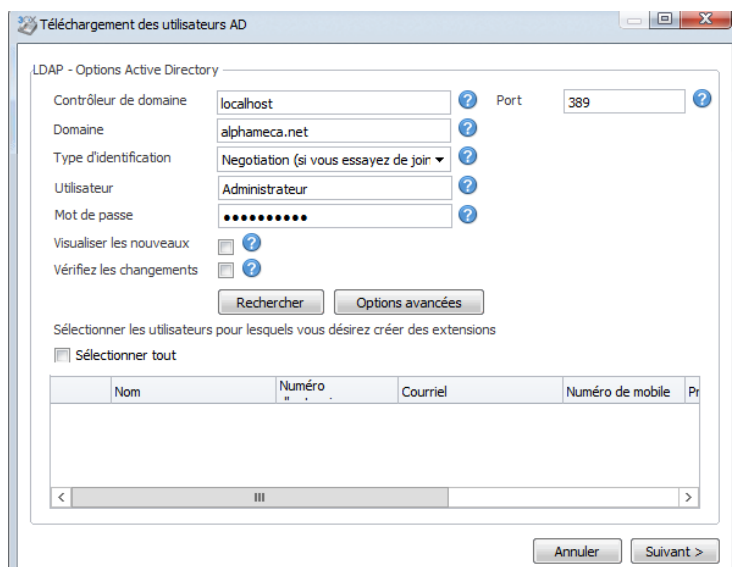 Téléchargement des utilisateurs AD
LDAP - Options Active Directory
Contrôleur de domaine localhost Port 389
Domaine alphameca.net
Type d'identification Negotiation (si vous essayez de join
Utilisateur Administrateur
Mot de passe ●●●●●●●●●●
Visualiser les nouveaux
Vérifiez les changements
Rechercher Options avancées
Sélectionner les utilisateurs pour lesquels vous désirez créer des extensions
Sélectionner tout
Nom Numéro Courriel Numéro de mobile Pr
Annuler Suivant >